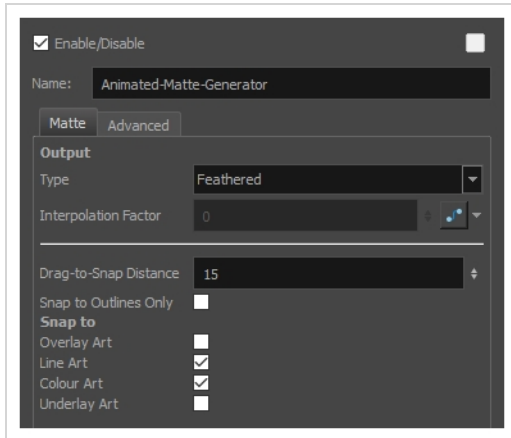 Enable/Disable
Name: Animated-Matte-Generator
Matte Advanced
Output
Type Feathered
Interpolation Factor 0
Drag-to-Snap Distance 15
Snap to Outlines Only
Snap to
Overlay Art
Line Art
Colour Art
Underlay Art